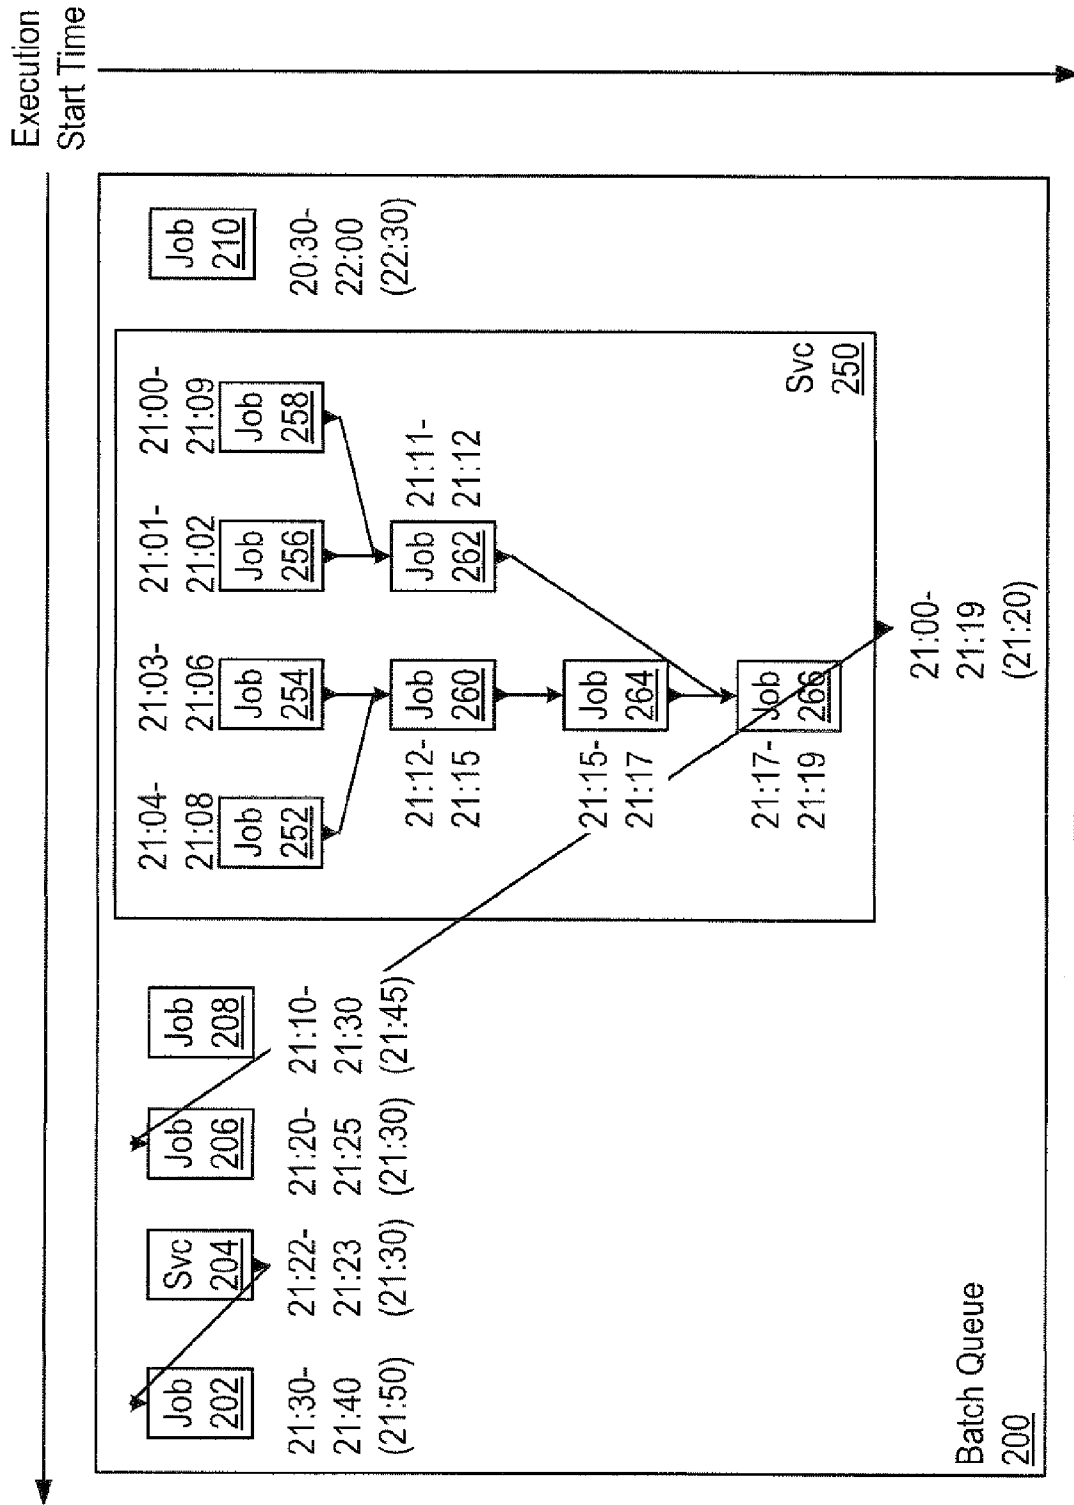 Execution
Start Time
Job
202
21:30-
21:40
(21:50)
Svc
204
21:22-
21:23
(21:30)
Job
206
21:20-
21:25
(21:30)
Job
208
21:10-
21:30
(21:45)
21:04-
21:08
Job
252
21:03-
21:06
Job
254
21:01-
21:02
Job
256
21:00-
21:09
Job
258
21:12-
21:15
Job
260
Job
262
21:11-
21:12
21:15-
21:17
Job
264
21:17-
21:19
Job
266
Svc
250
21:00-
21:19
(21:20)
Job
210
20:30-
22:00
(22:30)
Batch Queue
200